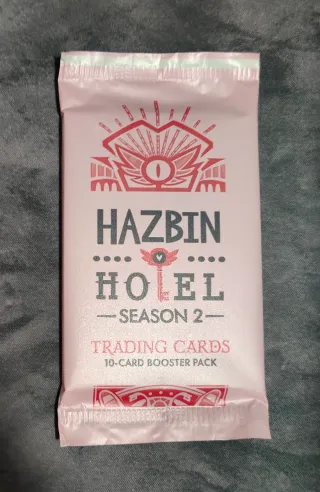 HAZBIN
HOTEL
SEASON 2
TRADING CARDS
10-CARD BOOSTER PACK